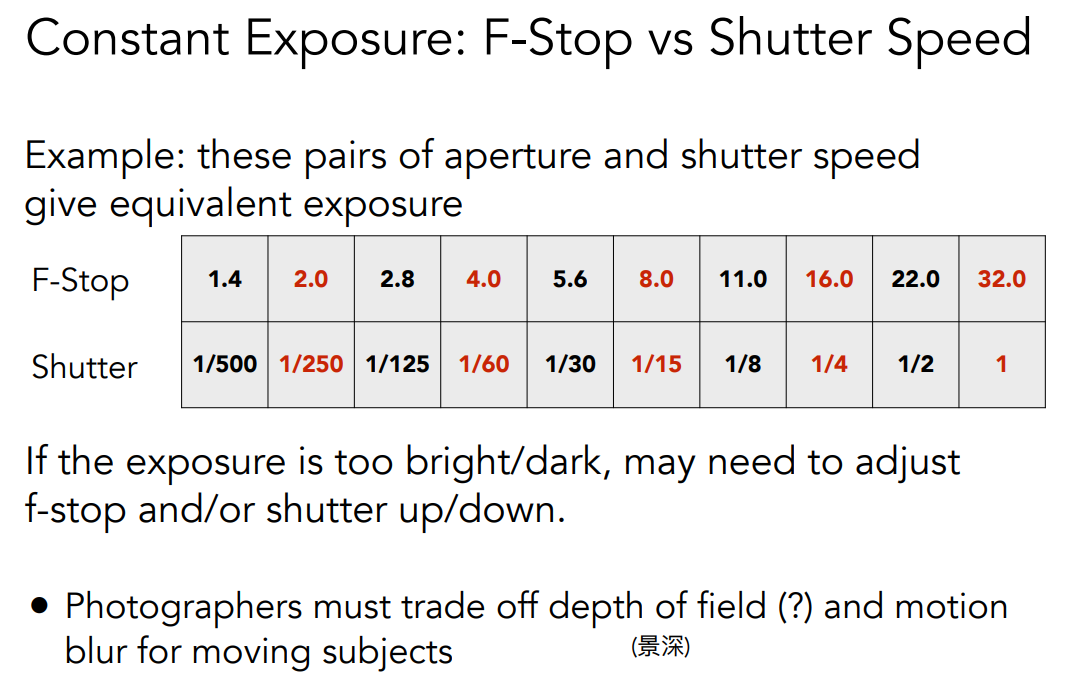 Constant Exposure: F-Stop vs Shutter Speed
Example: these pairs of aperture and shutter speed
give equivalent exposure
F-Stop 1.4 2.0 2.8 4.0 5.6 8.0 11.0 16.0 22.0 32.0
Shutter 1/500 1/250 1/125 1/60 1/30 1/15 1/8 1/4 1/2 1
If the exposure is too bright/dark, may need to adjust
f-stop and/or shutter up/down.
• Photographers must trade off depth of field (?) and motion
blur for moving subjects (景深)